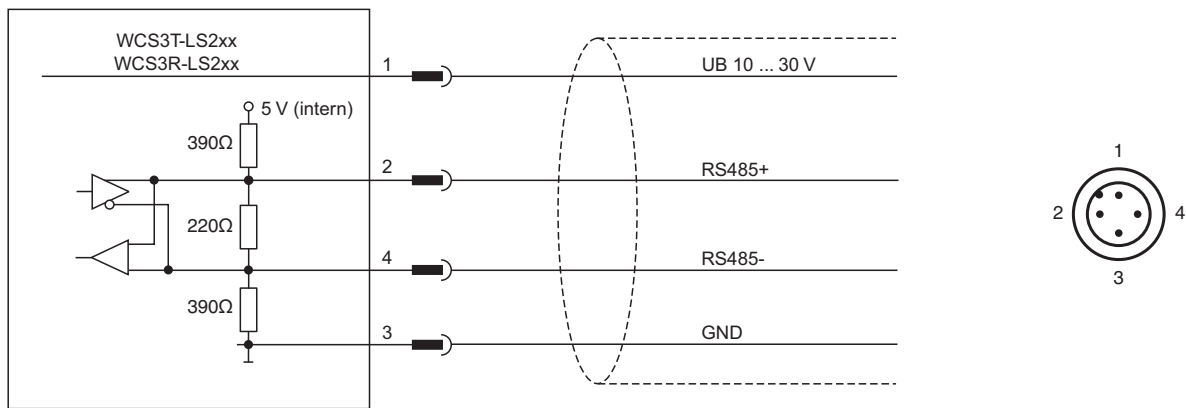 WCS3T-LS2xx
WCS3R-LS2xx
1
UB 10 ... 30 V
5 V (intern)
390Ω
2
RS485+
220Ω
4
RS485-
390Ω
3
GND
1
2
4
3